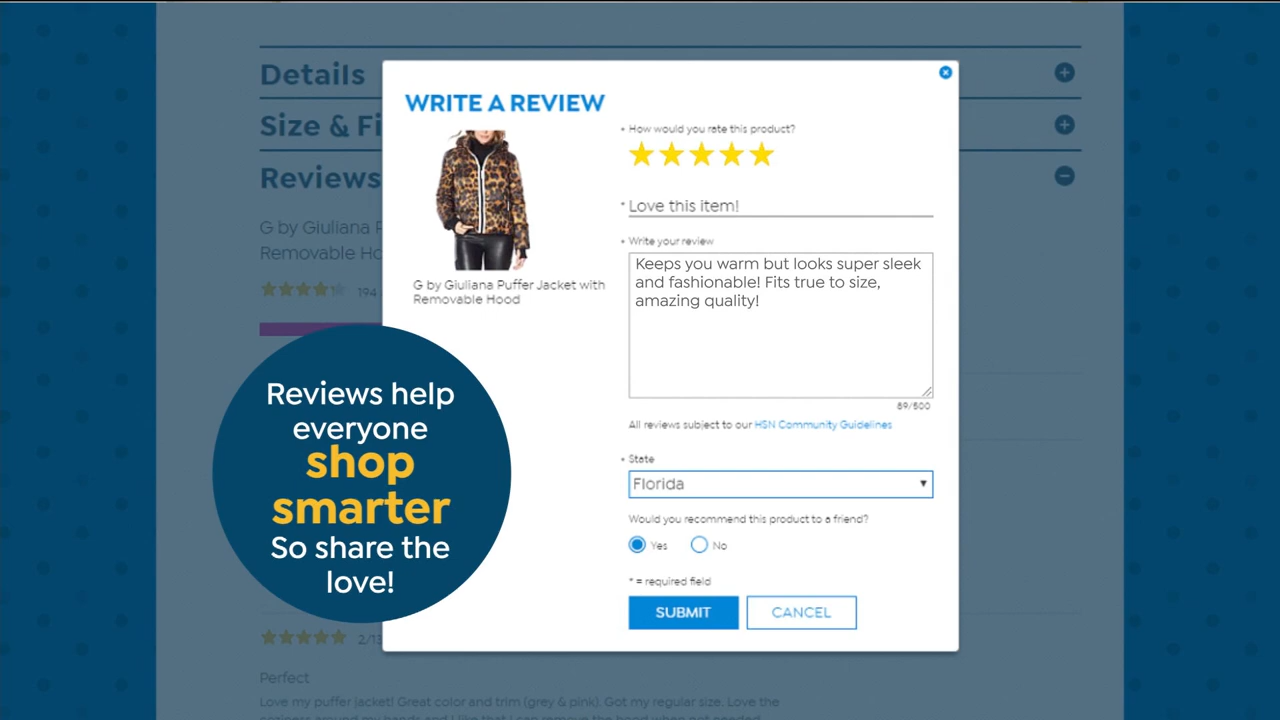 Details
Size & Fi
Reviews
G by Giuliana
Removable
194
WRITE A REVIEW
G by Giuliana Puffer Jacket with
Removable Hood
* How would you rate this product?
* Love this item!
* Write your review
Keeps you warm but looks super sleek
and fashionable! Fits true to size,
amazing quality!
89/500
All reviews subject to our HSN Community Guidelines
* State
Florida
Would you recommend this product to a friend?
Yes No
* = required field
SUBMIT CANCEL
Reviews help
everyone
shop
smarter
So share the
love!
Perfect
Love my puffer jacket! Great color and trim (grey & pink). Got my regular size. Love the